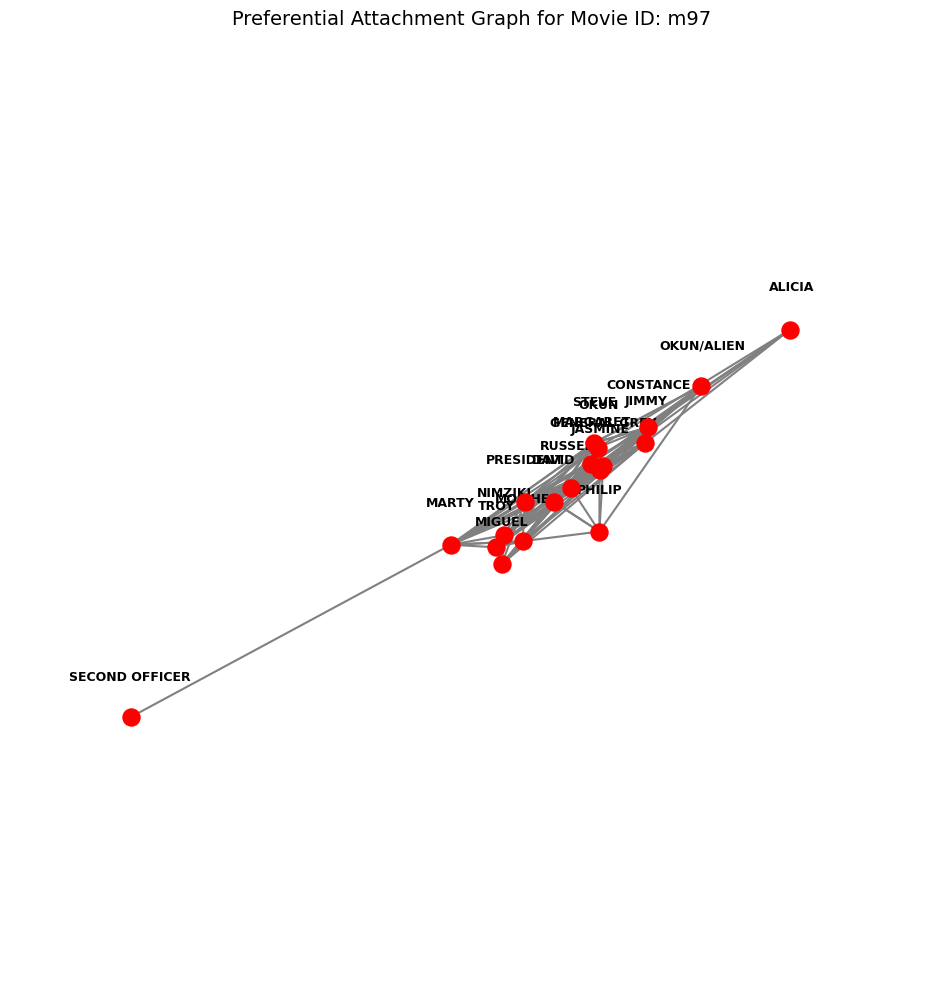 Preferential Attachment Graph for Movie ID: m97
ALICIA
OKUN/ALIEN
CONSTANCE
STEVE
JIMMY
OKUN
MARGARET
JASMINE
PRESIDENT
DAVID
PHILIP
NIMZIKI
MARTY
TROY
MIGUEL
SECOND OFFICER